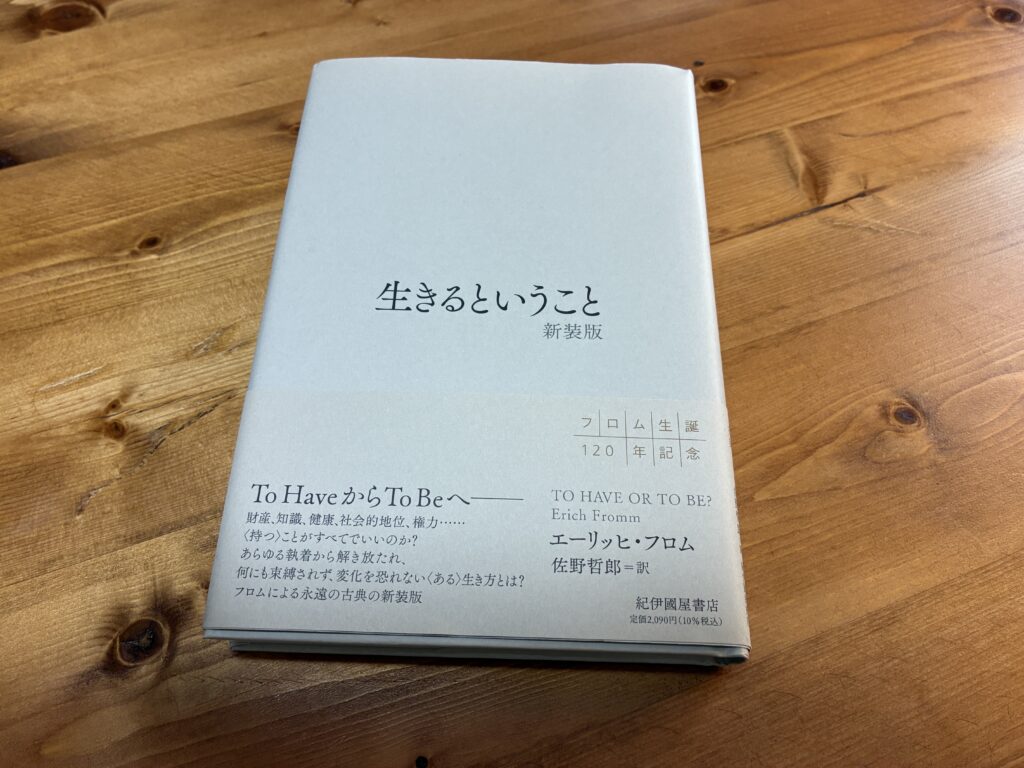 生きるということ
新装版
フロム生誕
120年記念
To HaveからTo Beへ――
財産、知識、健康、社会的地位、権力……
〈持つ〉ことがすべてでいいのか?
あらゆる執着から解き放たれ、
何にも束縛されず、変化を恐れない〈ある〉生き方とは?
フロムによる永遠の古典の新装版
TO HAVE OR TO BE?
Erich Fromm
エーリッヒ・フロム
佐野哲郎=訳
紀伊國屋書店
定価2,090円(10%税込)